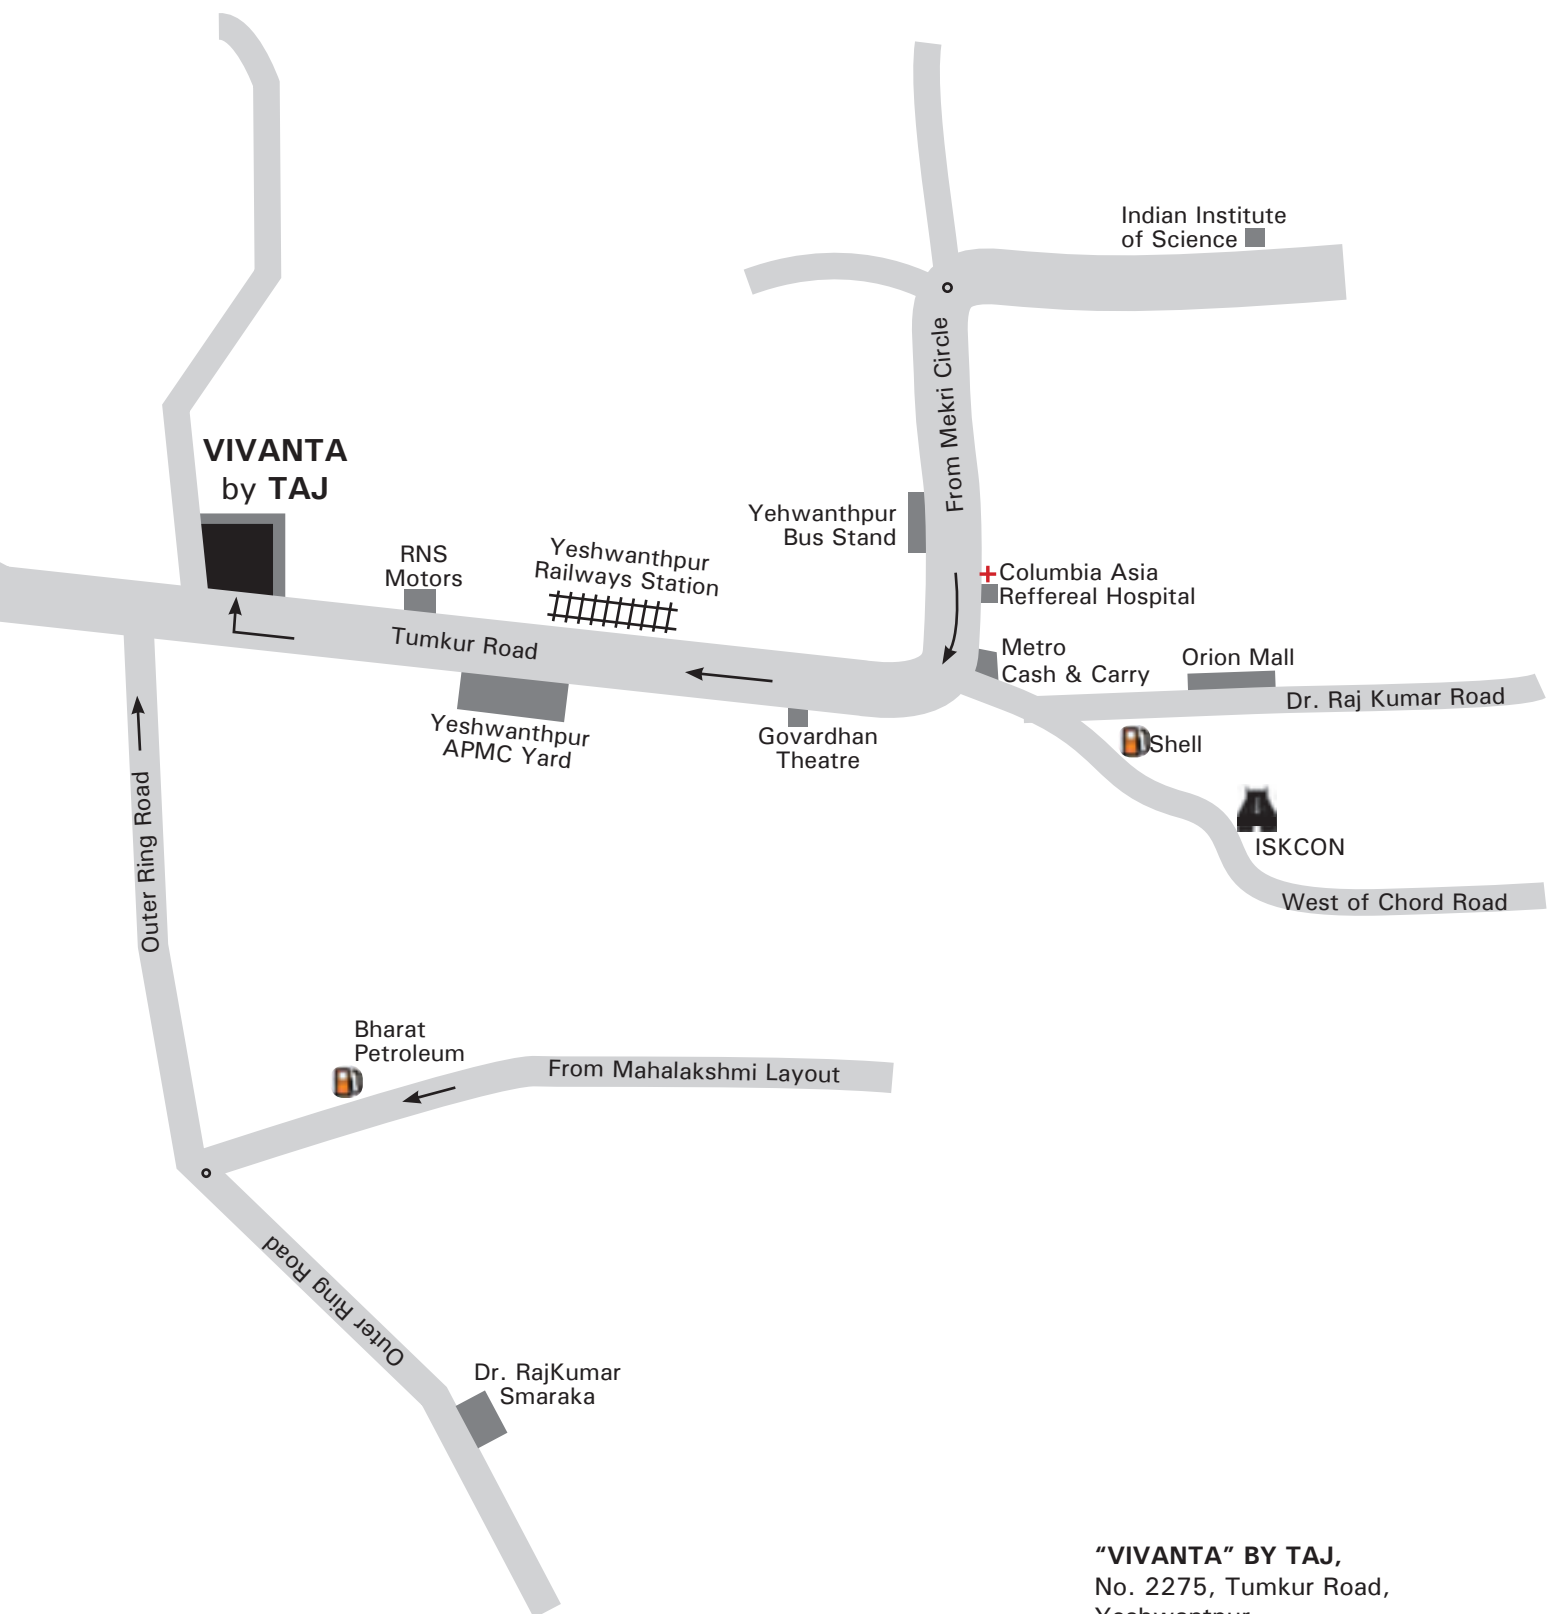 Indian Institute
of Science
From Mekri Circle
VIVANTA
by TAJ
Yehwanthpur
Bus Stand
RNS
Motors
Yeshwanthpur
Railways Station
Columbia Asia
Reffereal Hospital
Tumkur Road
Metro
Cash & Carry
Orion Mall
Dr. Raj Kumar Road
Yeshwanthpur
APMC Yard
Govardhan
Theatre
Shell
Outer Ring Road
ISKCON
West of Chord Road
Bharat
Petroleum
From Mahalakshmi Layout
Outer Ring Road
Dr. RajKumar
Smaraka
“VIVANTA” BY TAJ,
No. 2275, Tumkur Road,
Yeshwantpur